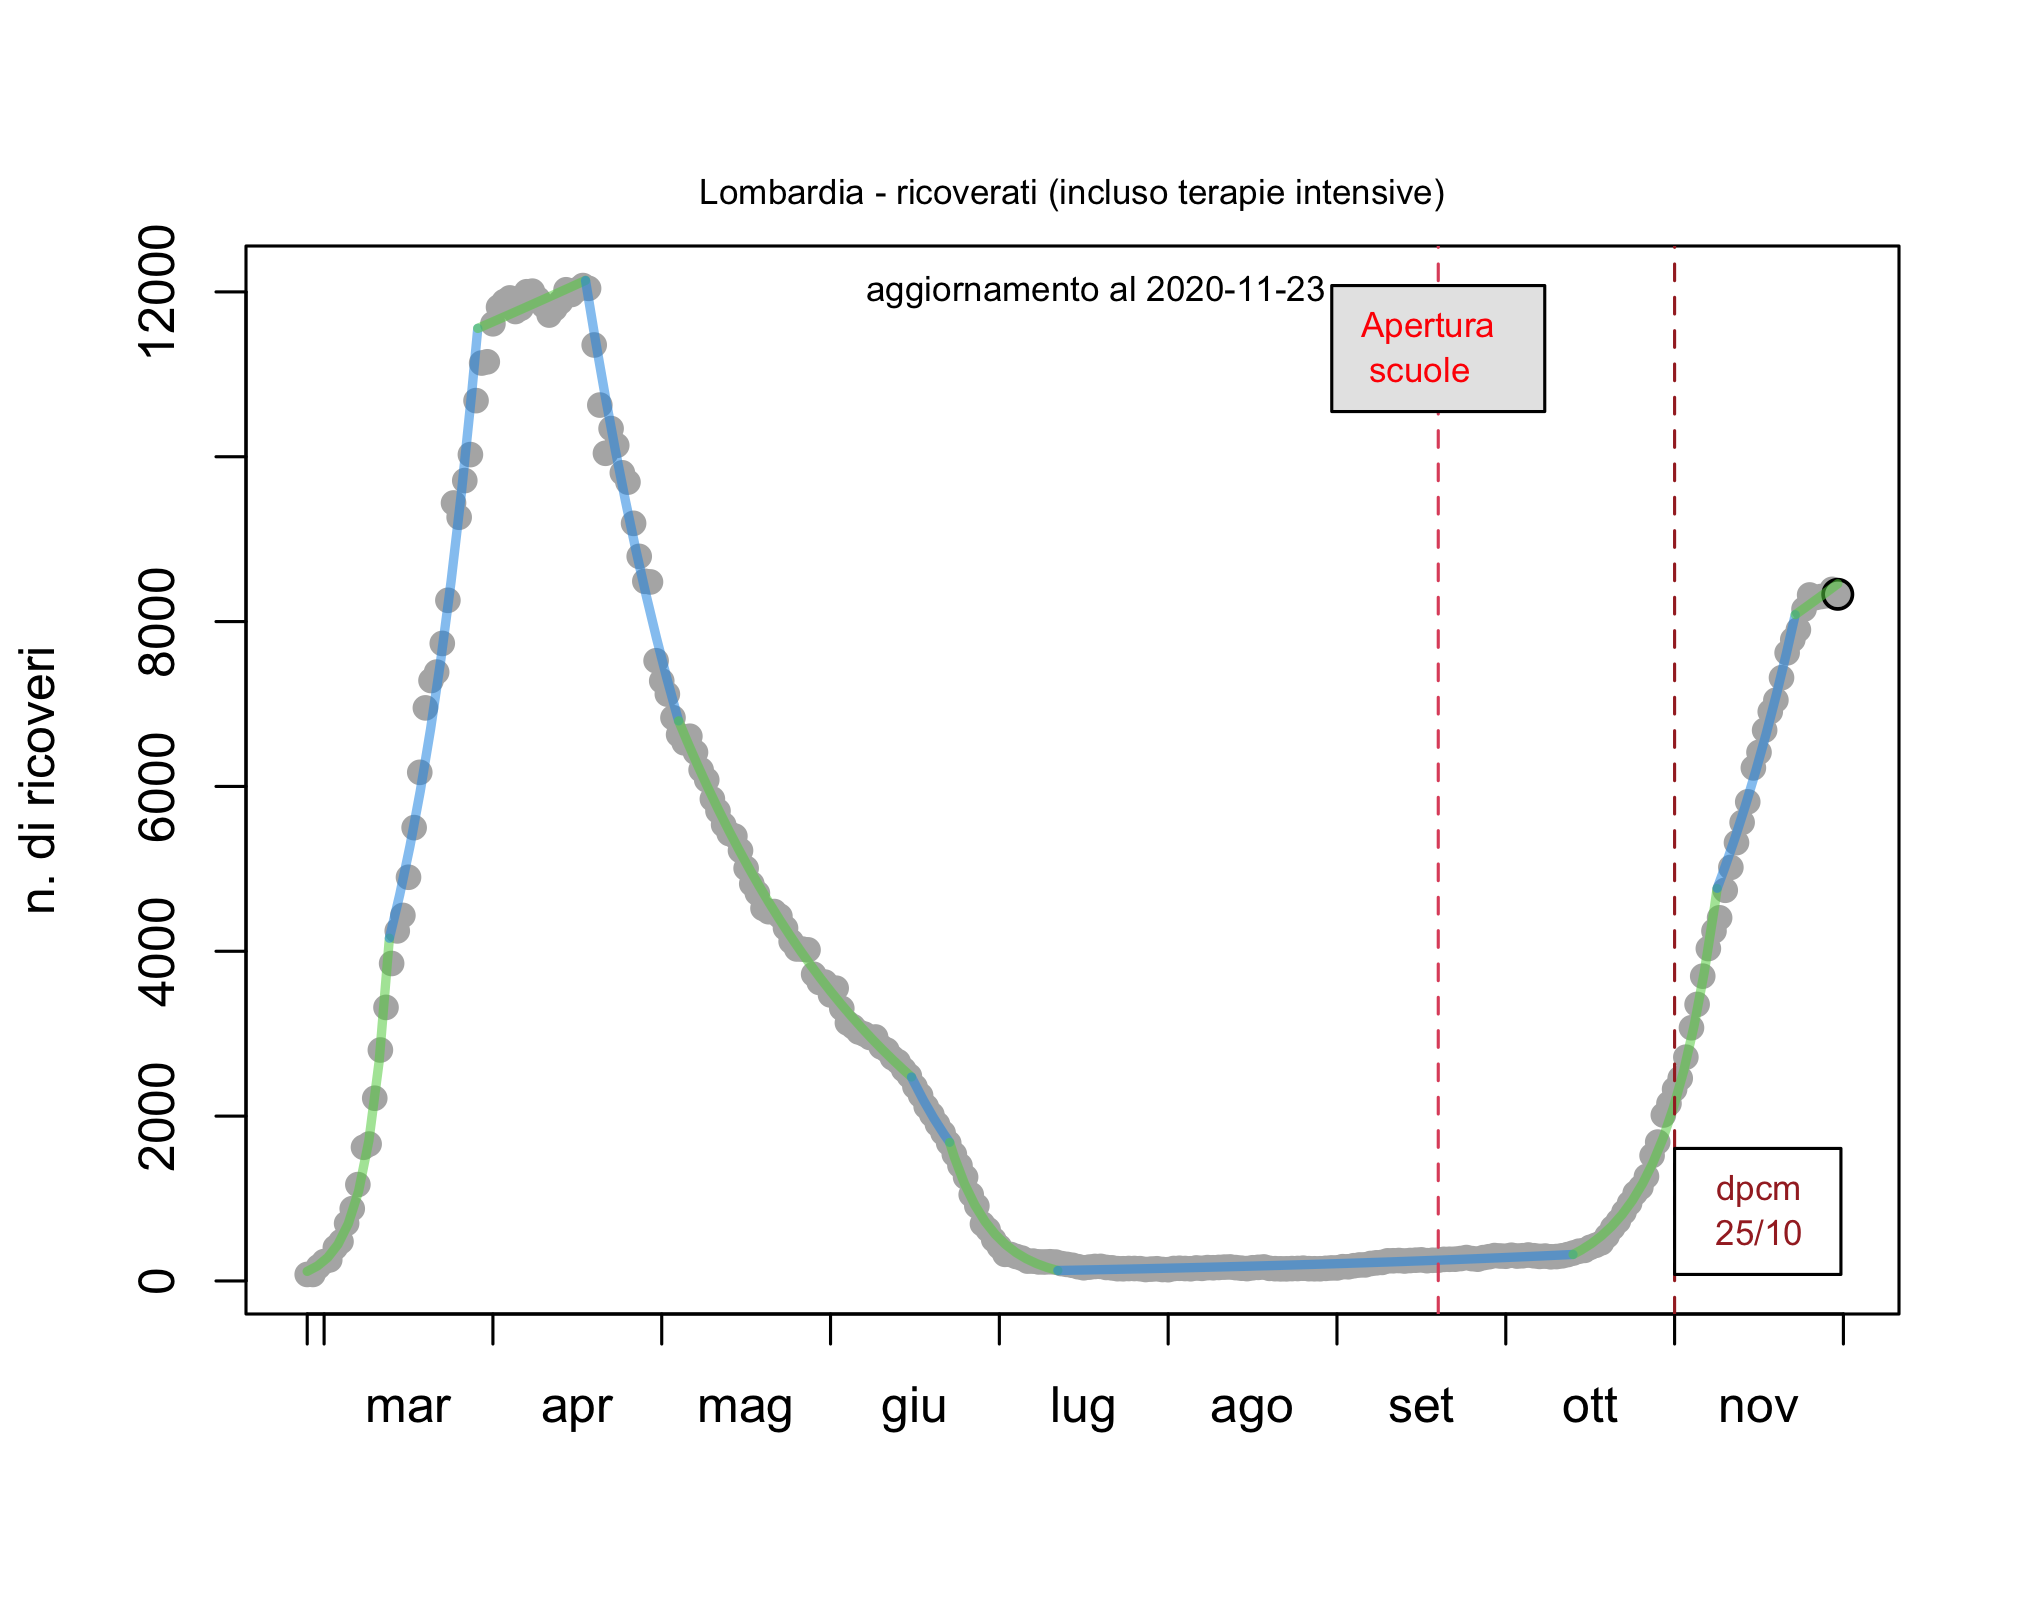 Lombardia - ricoverati (incluso terapie intensive)
aggiornamento al 2020-11-23
Apertura
scuole
n. di ricoveri
12000
8000
6000
4000
2000
0
dpcm
25/10
mar apr mag giu lug ago set ott nov